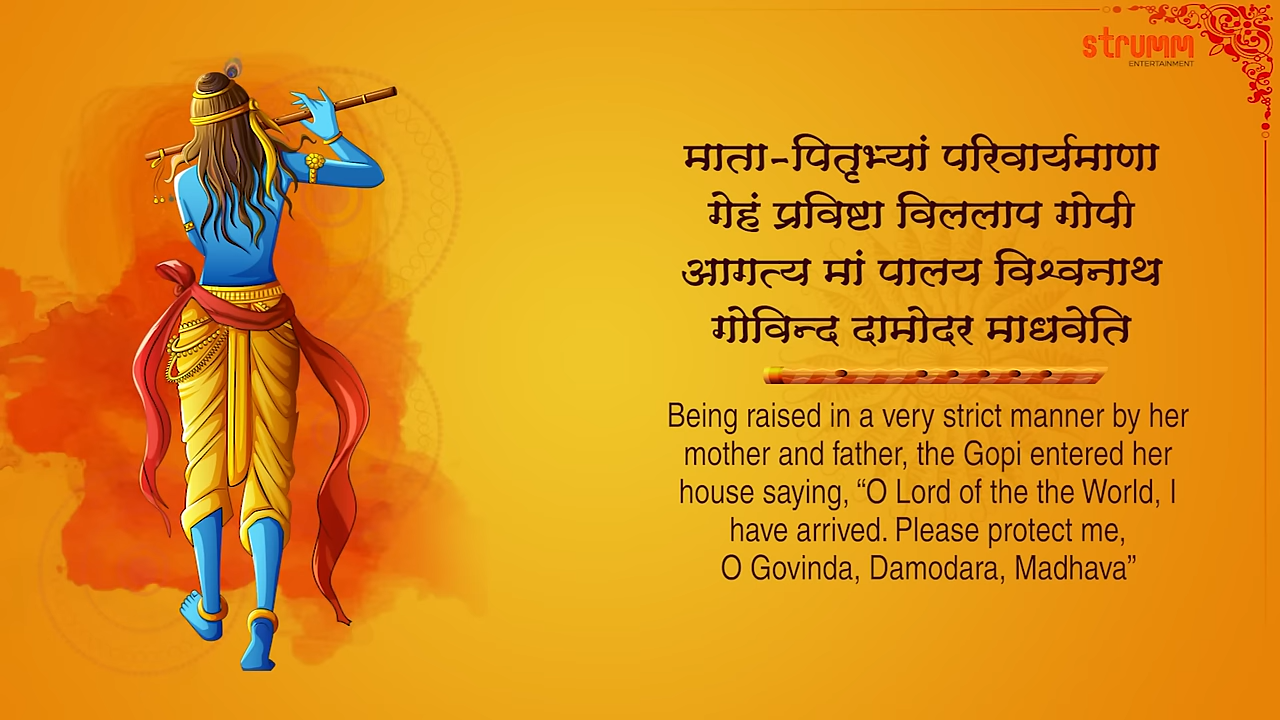 strumm
ENTERTAINMENT
माता-पितृभ्यां परिवार्यमाणा
गेहं प्रविष्टा विललाप गोपी
आगत्य मां पालय विश्वनाथ
गोविन्द दामोदर माधवेति
Being raised in a very strict manner by her
mother and father, the Gopi entered her
house saying, “O Lord of the the World, I
have arrived. Please protect me,
O Govinda, Damodara, Madhava”